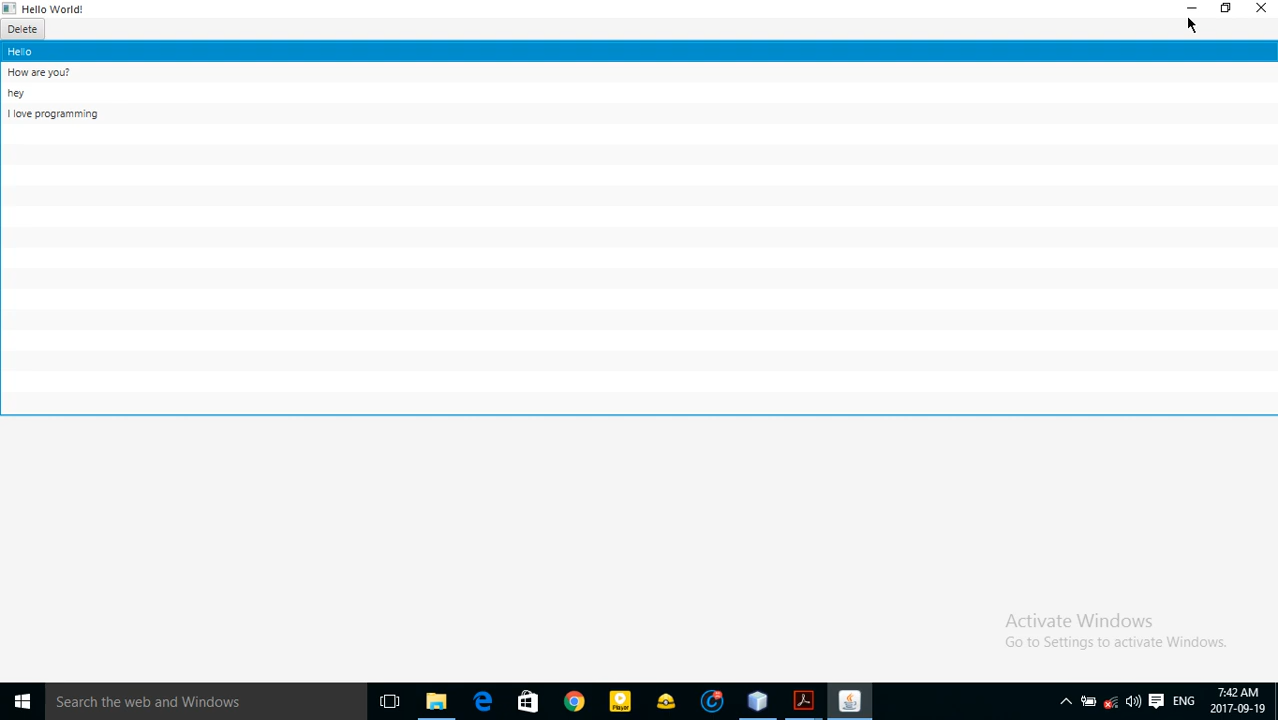 Hello World!
Delete
Hello
How are you?
hey
I love programming
Activate Windows
Go to Settings to activate Windows.
Search the web and Windows
Player
ENG
7:42 AM
2017-09-19